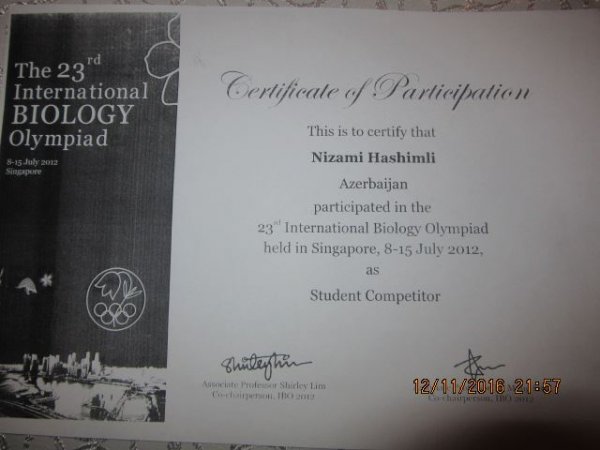 The 23rd
International
BIOLOGY
Olympiad
8-15 July 2012
Singapore
Certificate of Participation
This is to certify that
Nizami Hashimli
Azerbaijan
participated in the
23rd International Biology Olympiad
held in Singapore, 8-15 July 2012,
as
Student Competitor
Associate Professor Shirley Lim
Co-chairperson, IBO 2012
Co-chairperson, IBO 2012
12/11/2016 21:57